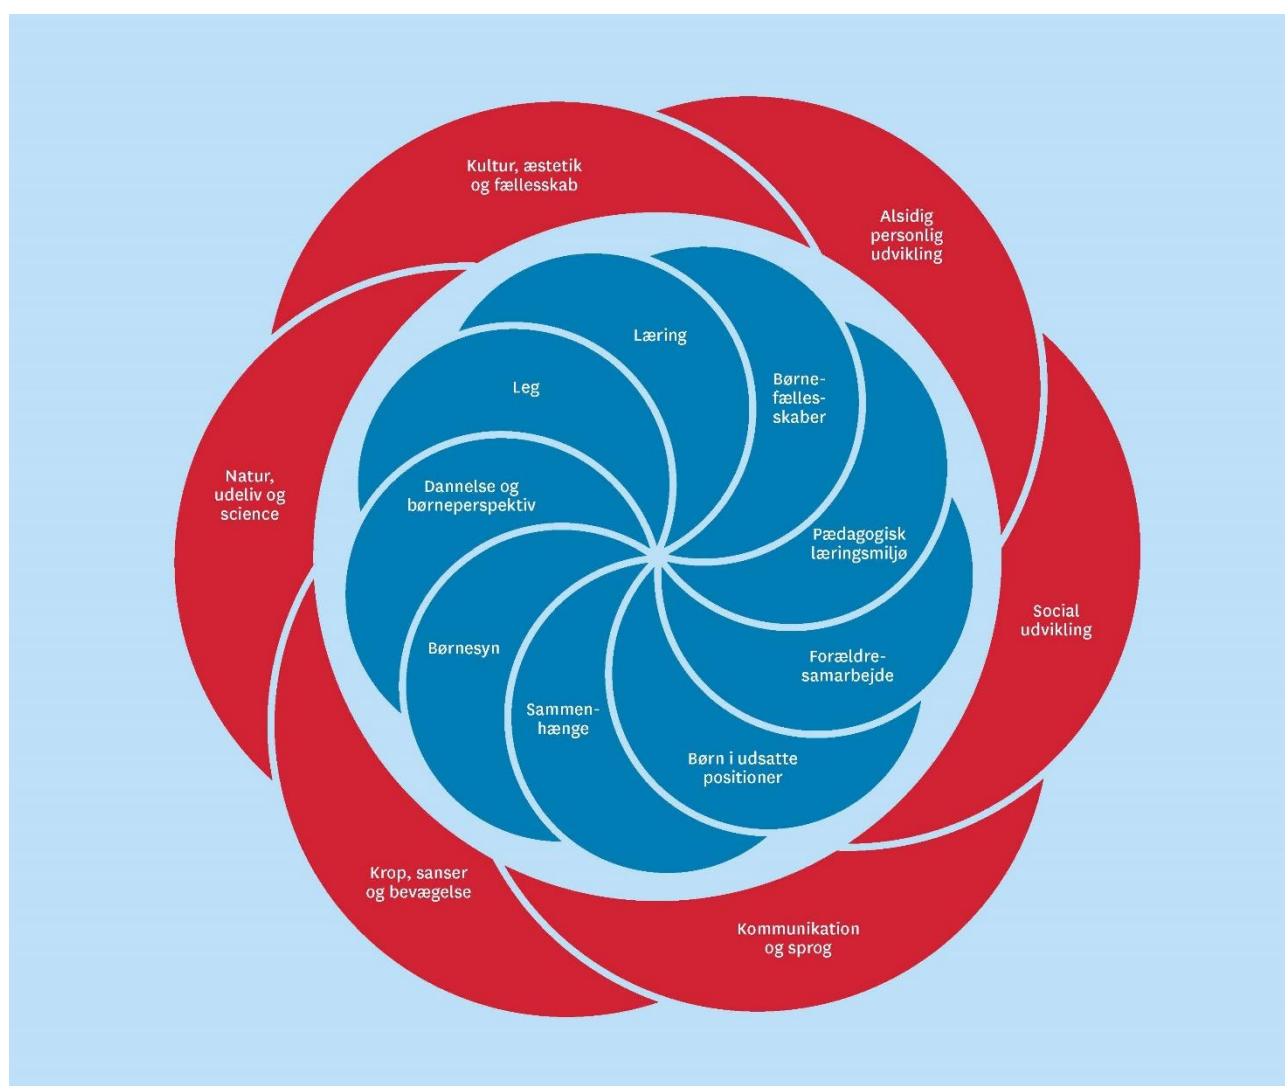 Kultur, æstetik
og fællesskab
Alsidig
personlig
udvikling
Læring
Børne-
fælles-
skaber
Leg
Natur,
udeliv og
science
Dannelse og
børneperspektiv
Pædagogisk
læringsmiljø
Social
udvikling
Børnesyn
Forældre-
samarbejde
Sammen-
hænge
Børn i udsatte
positioner
Krop, sanser
og bevægelse
Kommunikation
og sprog